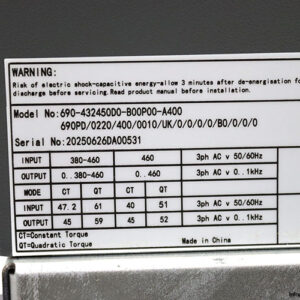 WARNING:
Risk of electric shock-capacitive energy-allow 3 minutes after de-energisation for
discharge before servicing. Read product manual before installation.
Model No:690-432450D0-B00P00-A400
690PD/0220/400/0010/UK/0/0/0/0/B0/0/0/0
Serial No:20250626DA00531
INPUT 380-460 460 3ph AC v 50/60Hz
OUTPUT 0..380-460 0..460 3ph AC v 0..1kHz
MODE CT QT CT QT
INPUT 47.2 61 40 51 3ph AC v 50/60Hz
OUTPUT 45 59 45 52 3ph AC v 0..1kHz
CT=Constant Torque
QT=Quadratic Torque